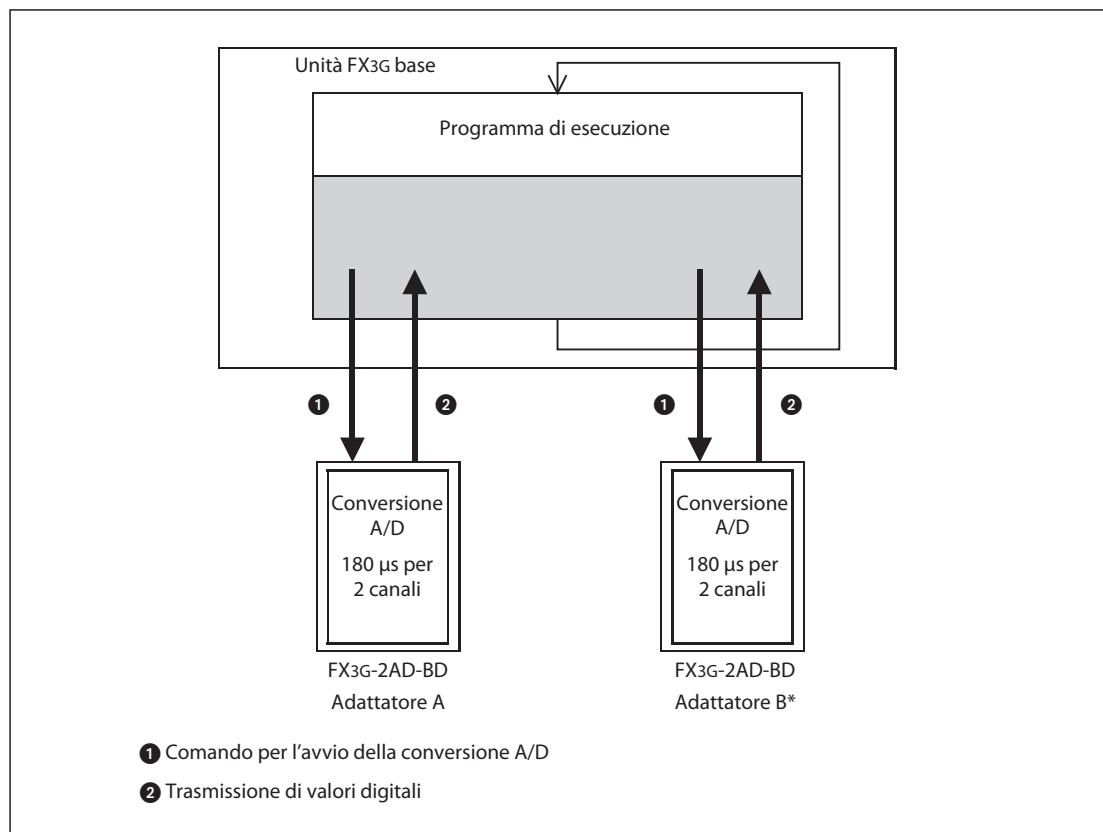 Unità FX3G base
Programma di esecuzione
❶
❷
❶
❷
Conversione
A/D
180 μs per
2 canali
Conversione
A/D
180 μs per
2 canali
FX3G-2AD-BD
Adattatore A
FX3G-2AD-BD
Adattatore B*
❶ Comando per l'avvio della conversione A/D
❷ Trasmissione di valori digitali